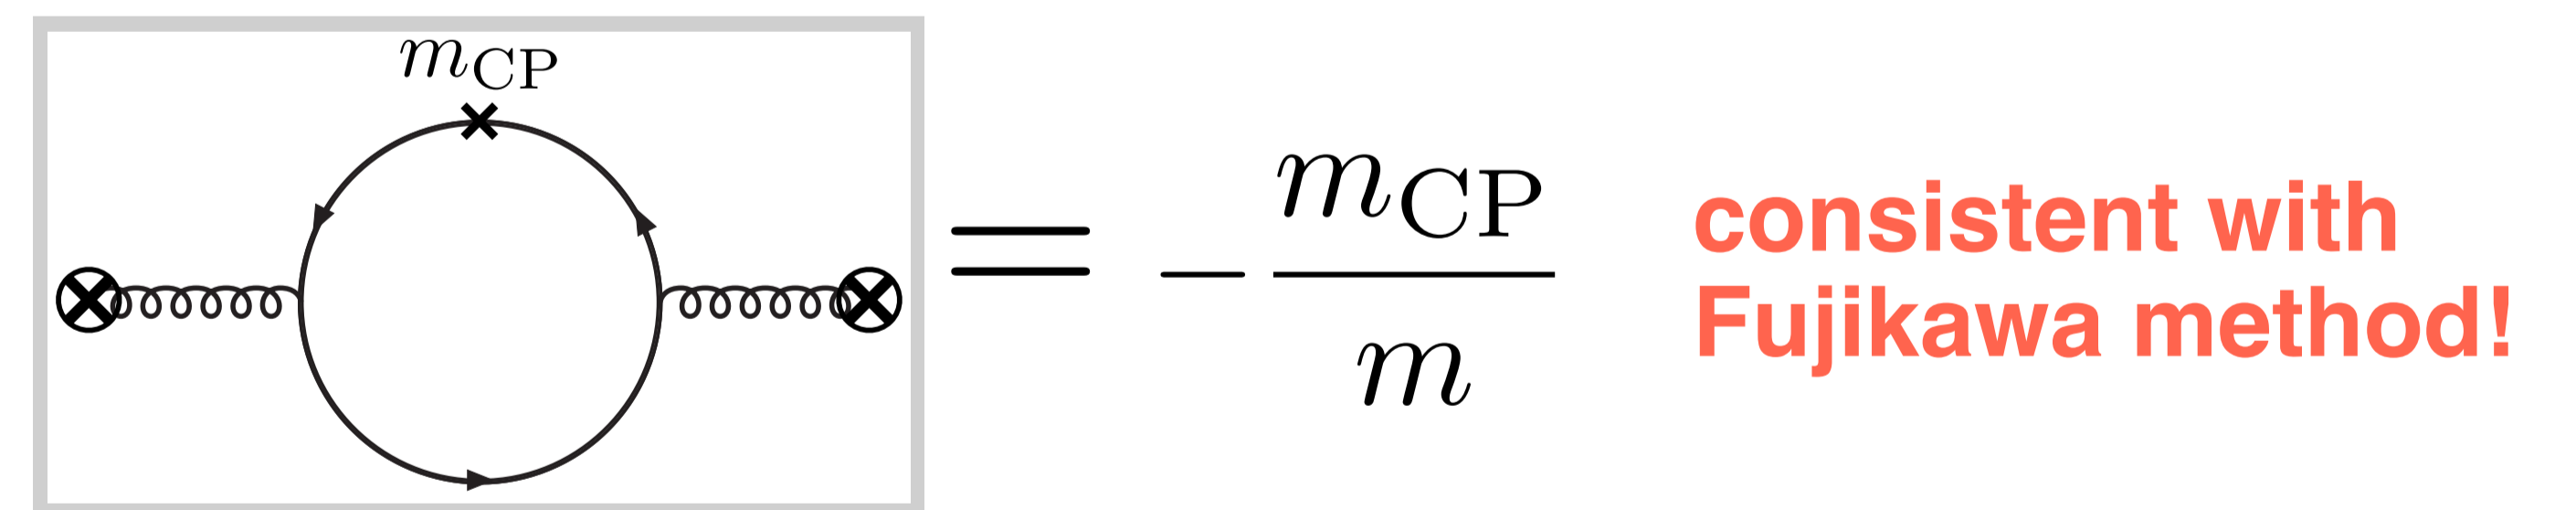 m_CP
= - m_CP / m
consistent with
Fujikawa method!